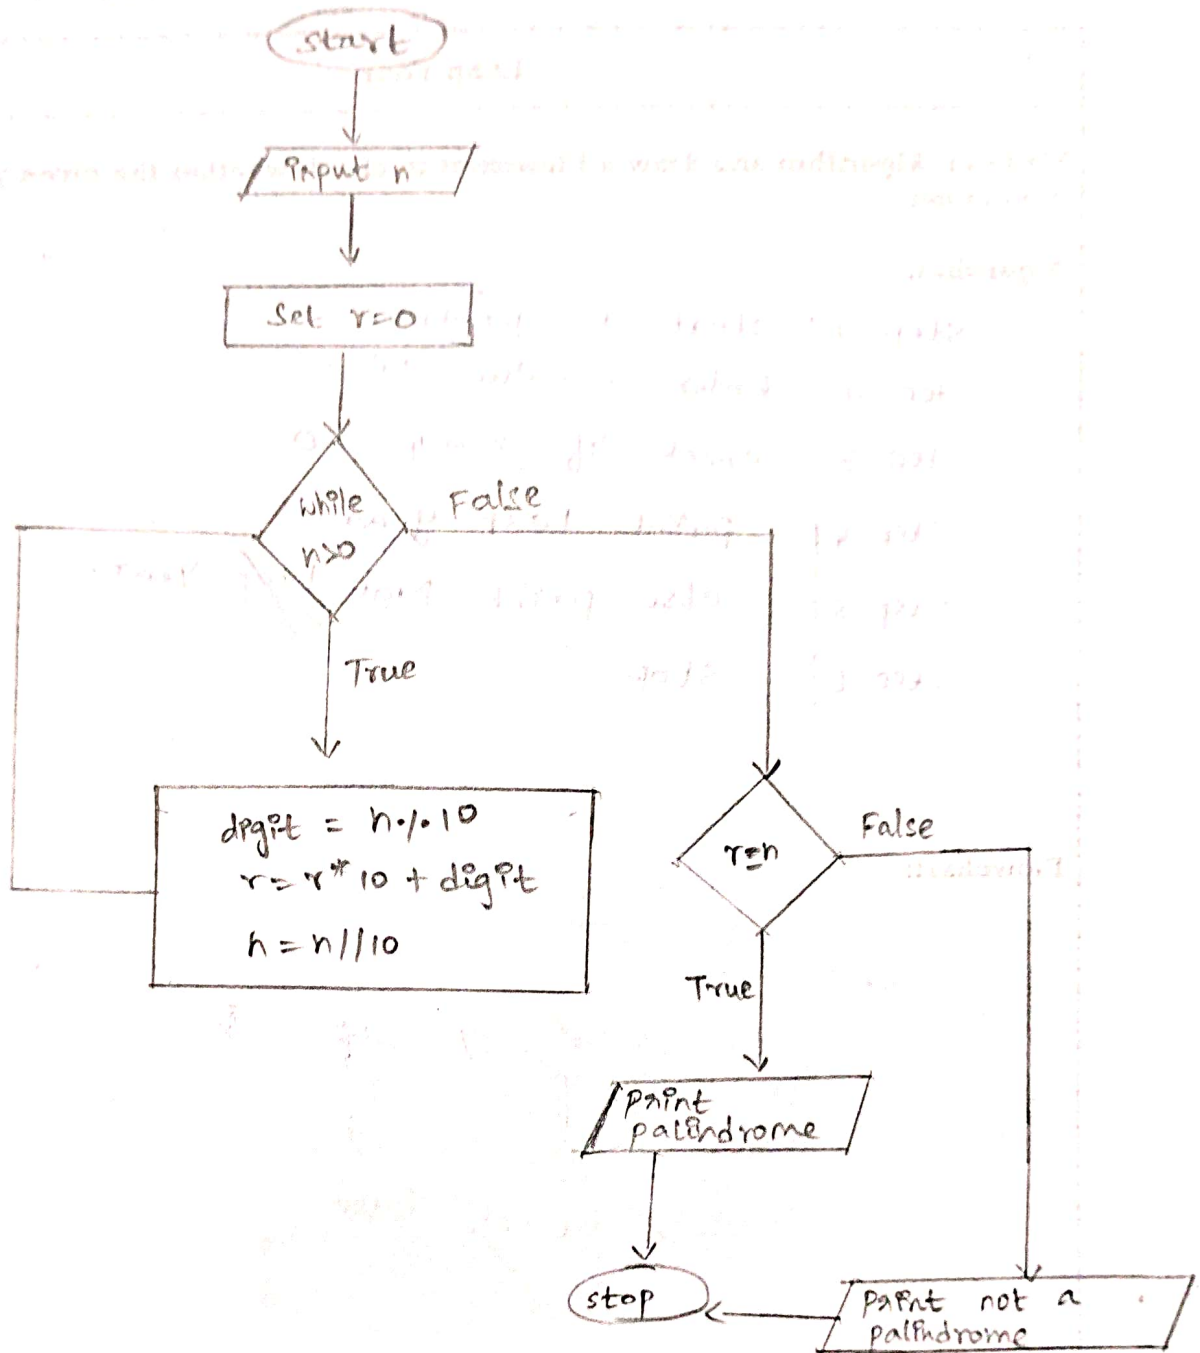 start
input n
Set r=0
while
n>0
False
True
digit = n%10
r=r*10 + digit
n=n//10
r=n
False
True
print
palindrome
stop
print not a
palindrome